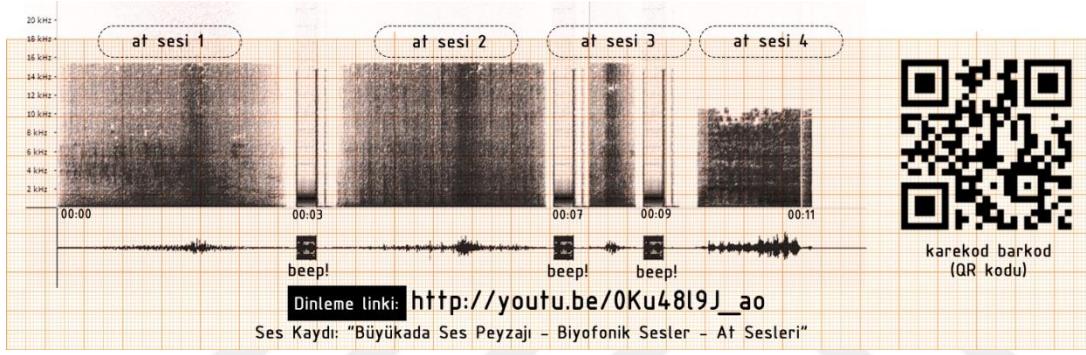 20 kHz
at sesi 1 at sesi 2 at sesi 3 at sesi 4
18 kHz
16 kHz
14 kHz
12 kHz
10 kHz
8 kHz
6 kHz
4 kHz
2 kHz
00:00 00:03 00:07 00:09 00:11
beep! beep! beep!
karekod barkod
(QR kodu)
Dinleme linki: http://youtu.be/0Ku48l9J_ao
Ses Kaydı: "Büyükada Ses Peyzajı - Biyofonik Sesler - At Sesleri"